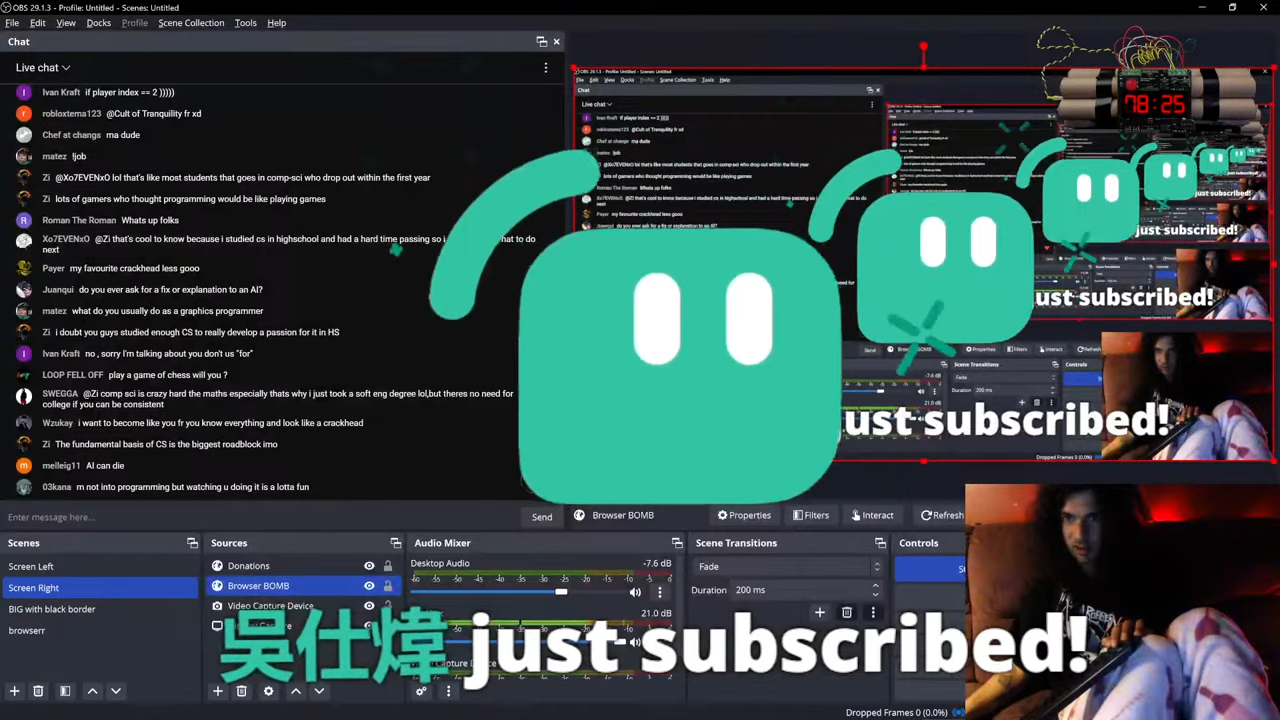 OBS 29.1.3 - Profile: Untitled - Scenes: Untitled
File Edit View Docks Profile Scene Collection Tools Help
Chat
Live chat
Ivan Kraft if player index == 2 )))))
robloxtema123 @Cult of Tranquility fr xd
Chef at changs ma dude
matez !job
@Xo7EVENxO lol that's like most students that goes in comp-sci who drop out within the first year
Zi lots of gamers who thought programming would be like playing games
Roman The Roman Whats up folks
Xo7EVENxO @Zi that's cool to know because i studied cs in highschool and had a hard time passing so i
hat to do
next
Payer my favourite crackhead less gooo
Juanqui do you ever ask for a fix or explanation to an AI?
matez what do you usually do as a graphics programmer
Zi i doubt you guys studied enough CS to really develop a passion for it in HS
Ivan Kraft no , sorry I'm talking about your last "for"
LOOP FELL OFF play a game of chess will you ?
SWEGGA @Zi comp sci is crazy hard the math especially thats why i just took a soft eng degree lol,but theres no need for
college if you can be consistent
Wzukay i want to become like you f you know everything and look like a crackhead
Zi The fundamental basis of CS is the biggest roadblock imo
melleig11 AI can die
03kana m not into programming but watching u doing it is a lotta fun
Enter message here...
Send
78:25
just subscribed!
just subscribed!
ust subscribed!
ust subscribed!
Browser BOMB
Properties
Filters
Interact
Refresh
Scenes
Screen Left
Screen Right
BIG with black border
browserr
Sources
Donations
Browser BOMB
Video Capture Device
Audio Mixer
Desktop Audio
-7.6 dB
21.0 dB
Scene Transitions
Fade
Duration 200 ms
Controls
吳仕煒 just subscribed!
Dropped Frames 0 (0.0%)